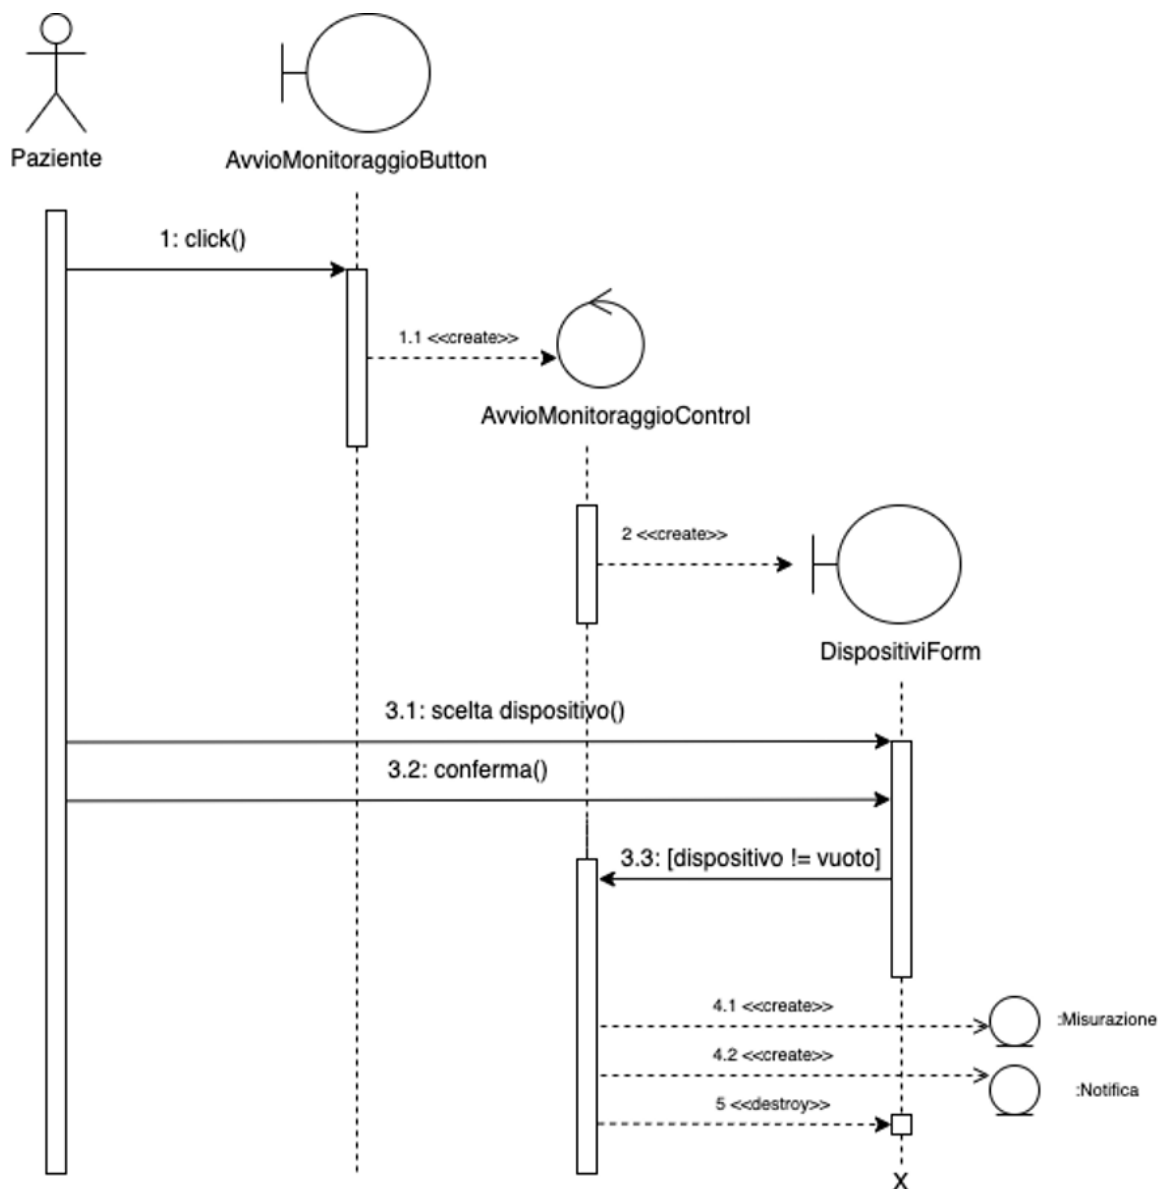 Paziente
AvvioMonitoraggioButton
1: click()
1.1 <<create>>
AvvioMonitoraggioControl
2 <<create>>
DispositiviForm
3.1: scelta dispositivo()
3.2: conferma()
3.3: [dispositivo != vuoto]
4.1 <<create>>
:Misurazione
4.2 <<create>>
:Notifica
5 <<destroy>>
X